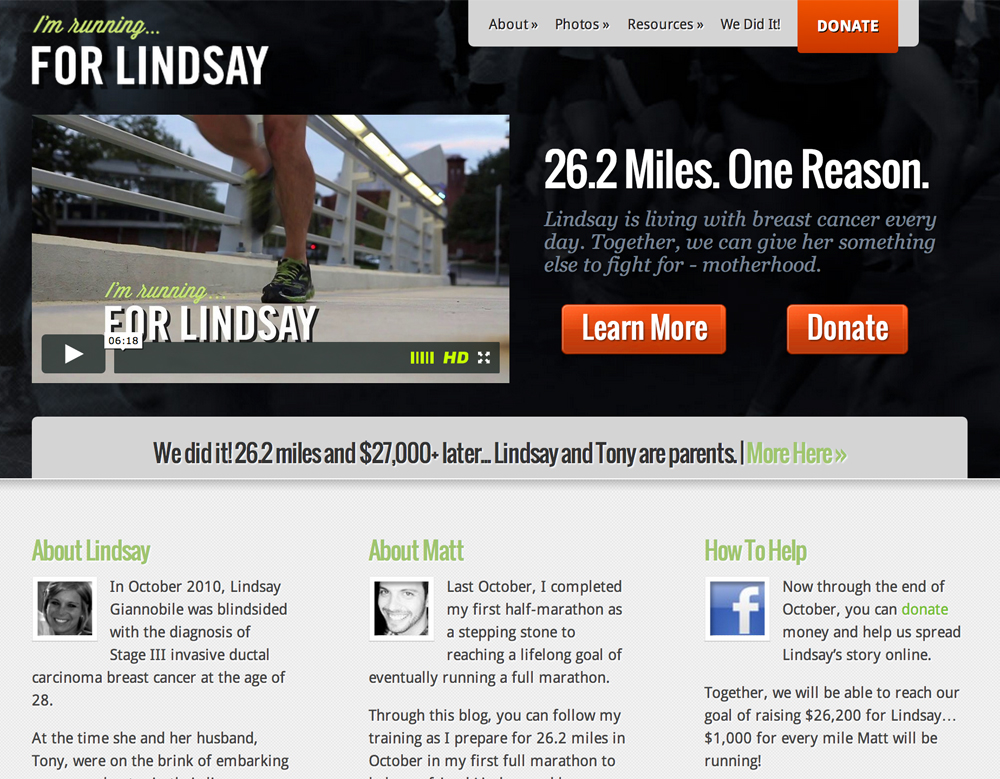 I'm running...
FOR LINDSAY
About » Photos » Resources » We Did It! DONATE
26.2 Miles. One Reason.
Lindsay is living with breast cancer every
day. Together, we can give her something
else to fight for - motherhood.
I'm running...
FOR LINDSAY
06:18
HD
Learn More Donate
We did it! 26.2 miles and $27,000+ later... Lindsay and Tony are parents. | More Here »
About Lindsay
In October 2010, Lindsay
Giannobile was blindsided
with the diagnosis of
Stage III invasive ductal
carcinoma breast cancer at the age of
28.
At the time she and her husband,
Tony, were on the brink of embarking
About Matt
Last October, I completed
my first half-marathon as
a stepping stone to
reaching a lifelong goal of
eventually running a full marathon.
Through this blog, you can follow my
training as I prepare for 26.2 miles in
October in my first full marathon to
How To Help
f
Now through the end of
October, you can donate
money and help us spread
Lindsay's story online.
Together, we will be able to reach our
goal of raising $26,200 for Lindsay…
$1,000 for every mile Matt will be
running!